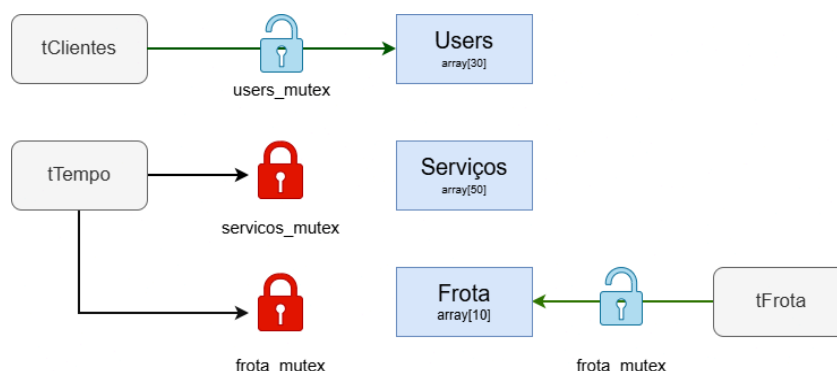 tClientes
users_mutex
Users
array[30]
tTempo
servicos_mutex
Serviços
array[50]
frota_mutex
Frota
array[10]
frota_mutex
tFrota